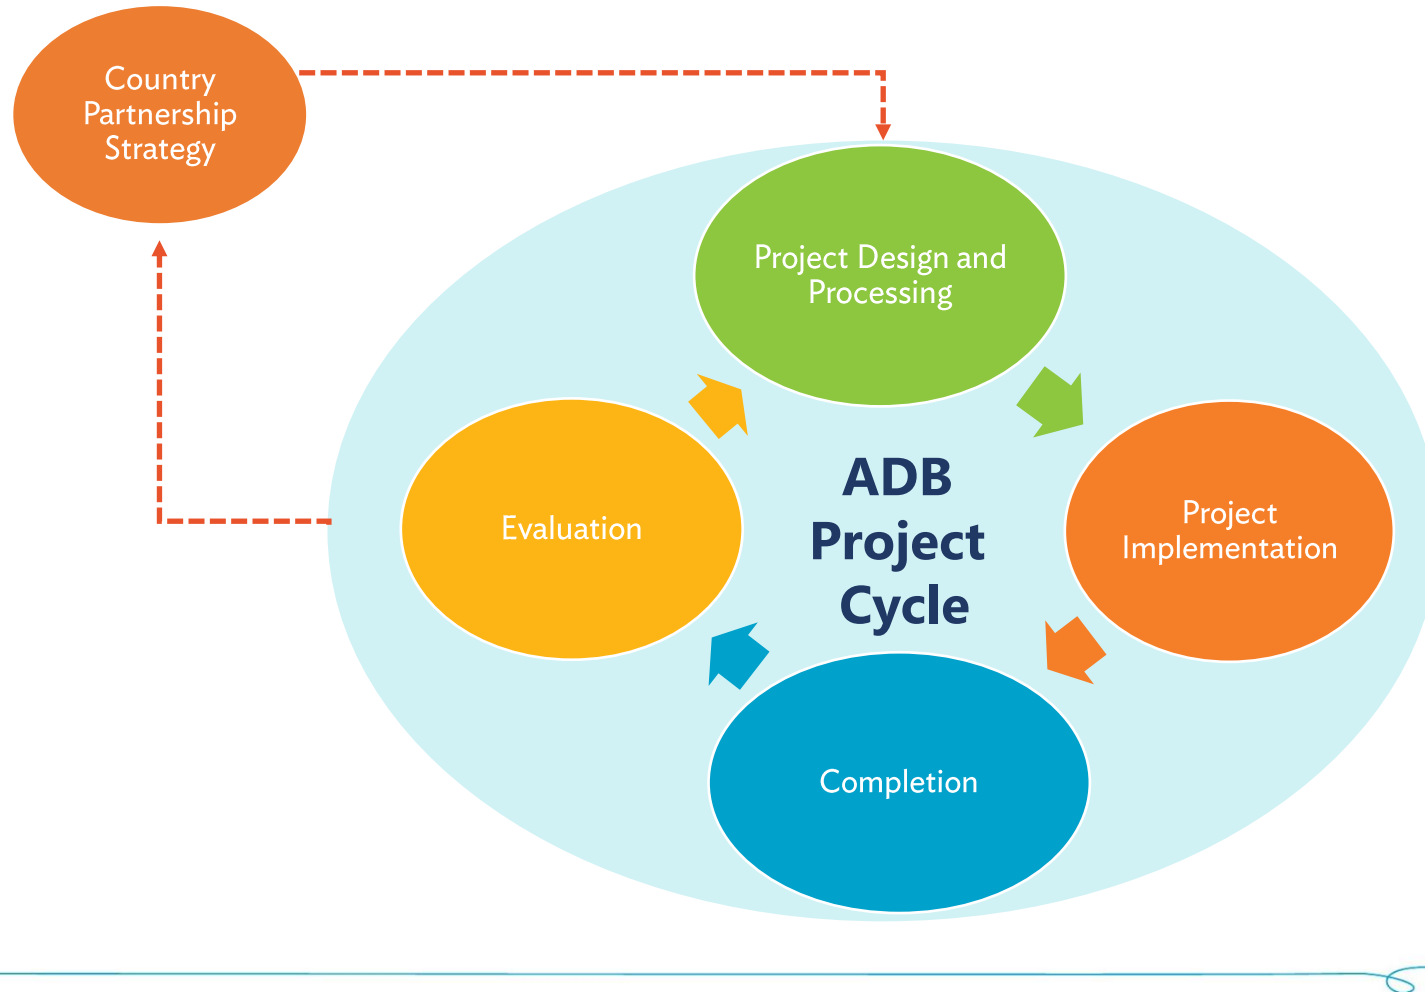 Country
Partnership
Strategy
Project Design and
Processing
ADB
Project
Cycle
Evaluation
Project
Implementation
Completion